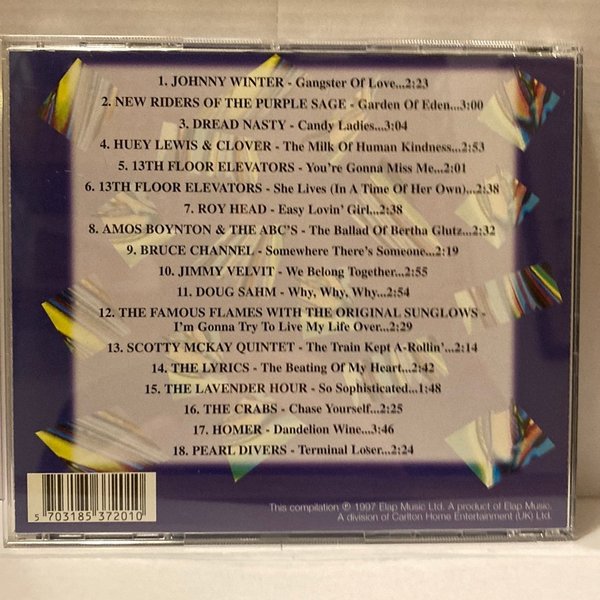 1. JOHNNY WINTER - Gangster Of Love...2:23
2. NEW RIDERS OF THE PURPLE SAGE - Garden Of Eden...3:00
3. DREAD NASTY - Candy Ladies...3:04
4. HUEY LEWIS & CLOVER - The Milk Of Human Kindness...2:53
5. 13TH FLOOR ELEVATORS - You're Gonna Miss Me...2:01
6. 13TH FLOOR ELEVATORS - She Lives (In A Time Of Her Own)...2:38
7. ROY HEAD - Easy Lovin' Girl...2:38
8. AMOS BOYNTON & THE ABC'S - The Ballad Of Bertha Glutz...2:32
9. BRUCE CHANNEL - Somewhere There's Someone...2:19
10. JIMMY VELVIT - We Belong Together...2:55
11. DOUG SAHM - Why, Why, Why...2:54
12. THE FAMOUS FLAMES WITH THE ORIGINAL SUNGLOWS -
I'm Gonna Try To Live My Life Over...2:29
13. SCOTTY MCKAY QUINTET - The Train Kept A-Rollin'...2:14
14. THE LYRICS - The Beating Of My Heart...2:42
15. THE LAVENDER HOUR - So Sophisticated...1:48
16. THE CRABS - Chase Yourself...2:25
17. HOMER - Dandelion Wine...3:46
18. PEARL DIVERS - Terminal Loser...2:24
5 703185 372010
This compilation ℗ 1997 Elap Music Ltd. A product of Elap Music.
A division of Carlton Home Entertainment (UK) Ltd.